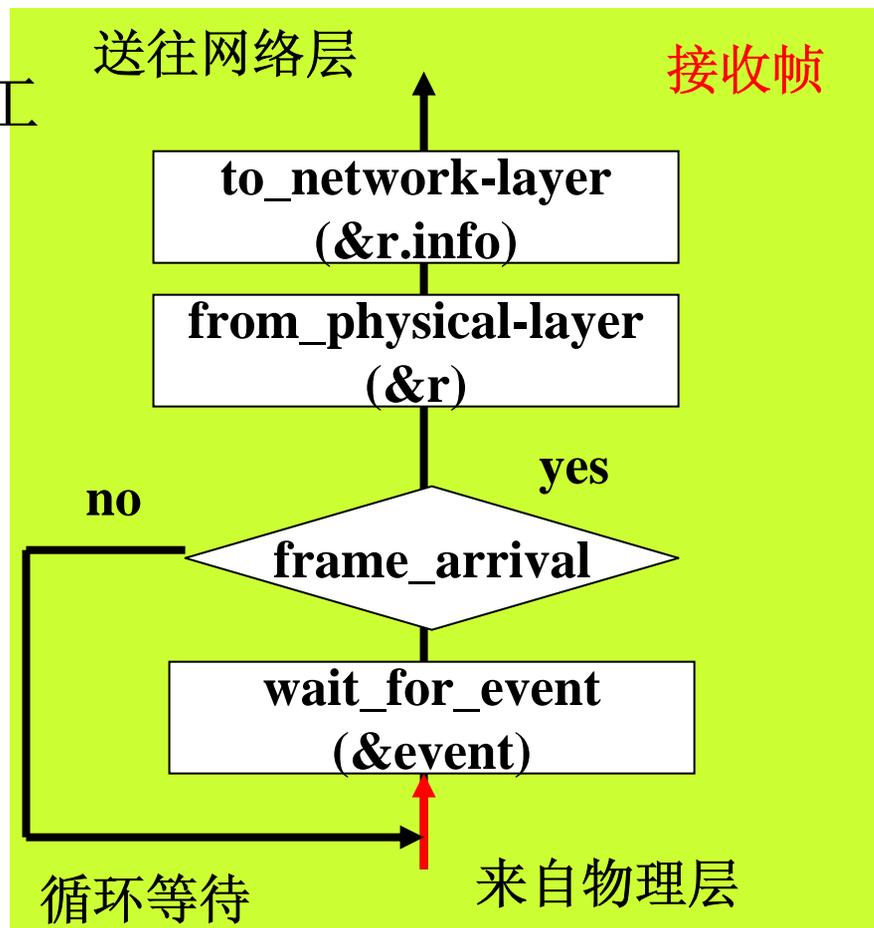 送往网络层
接收帧
工
to_network-layer
(&r.info)
from_physical-layer
(&r)
yes
no
frame_arrival
wait_for_event
(&event)
来自物理层
循环等待